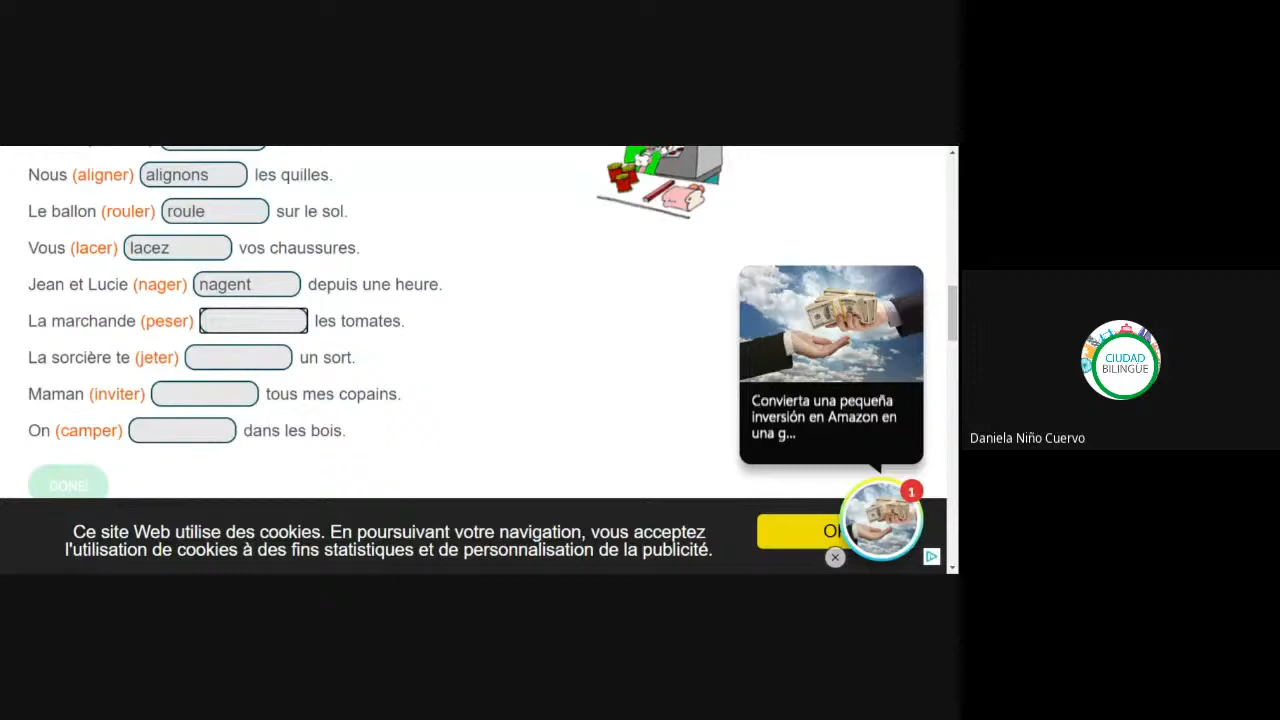 Nous (aligner) alignons les quilles.
Le ballon (rouler) roule sur le sol.
Vous (lacer) lacez vos chaussures.
Jean et Lucie (nager) nagent depuis une heure.
La marchande (peser) les tomates.
La sorcière te (jeter) un sort.
Maman (inviter) tous mes copains.
On (camper) dans les bois.
DONE!
Convierta una pequeña
inversión en Amazon en
una g...
1
Ce site Web utilise des cookies. En poursuivant votre navigation, vous acceptez
l'utilisation de cookies à des fins statistiques et de personnalisation de la publicité.
CIUDAD
BILINGÜE
Daniela Niño Cuervo